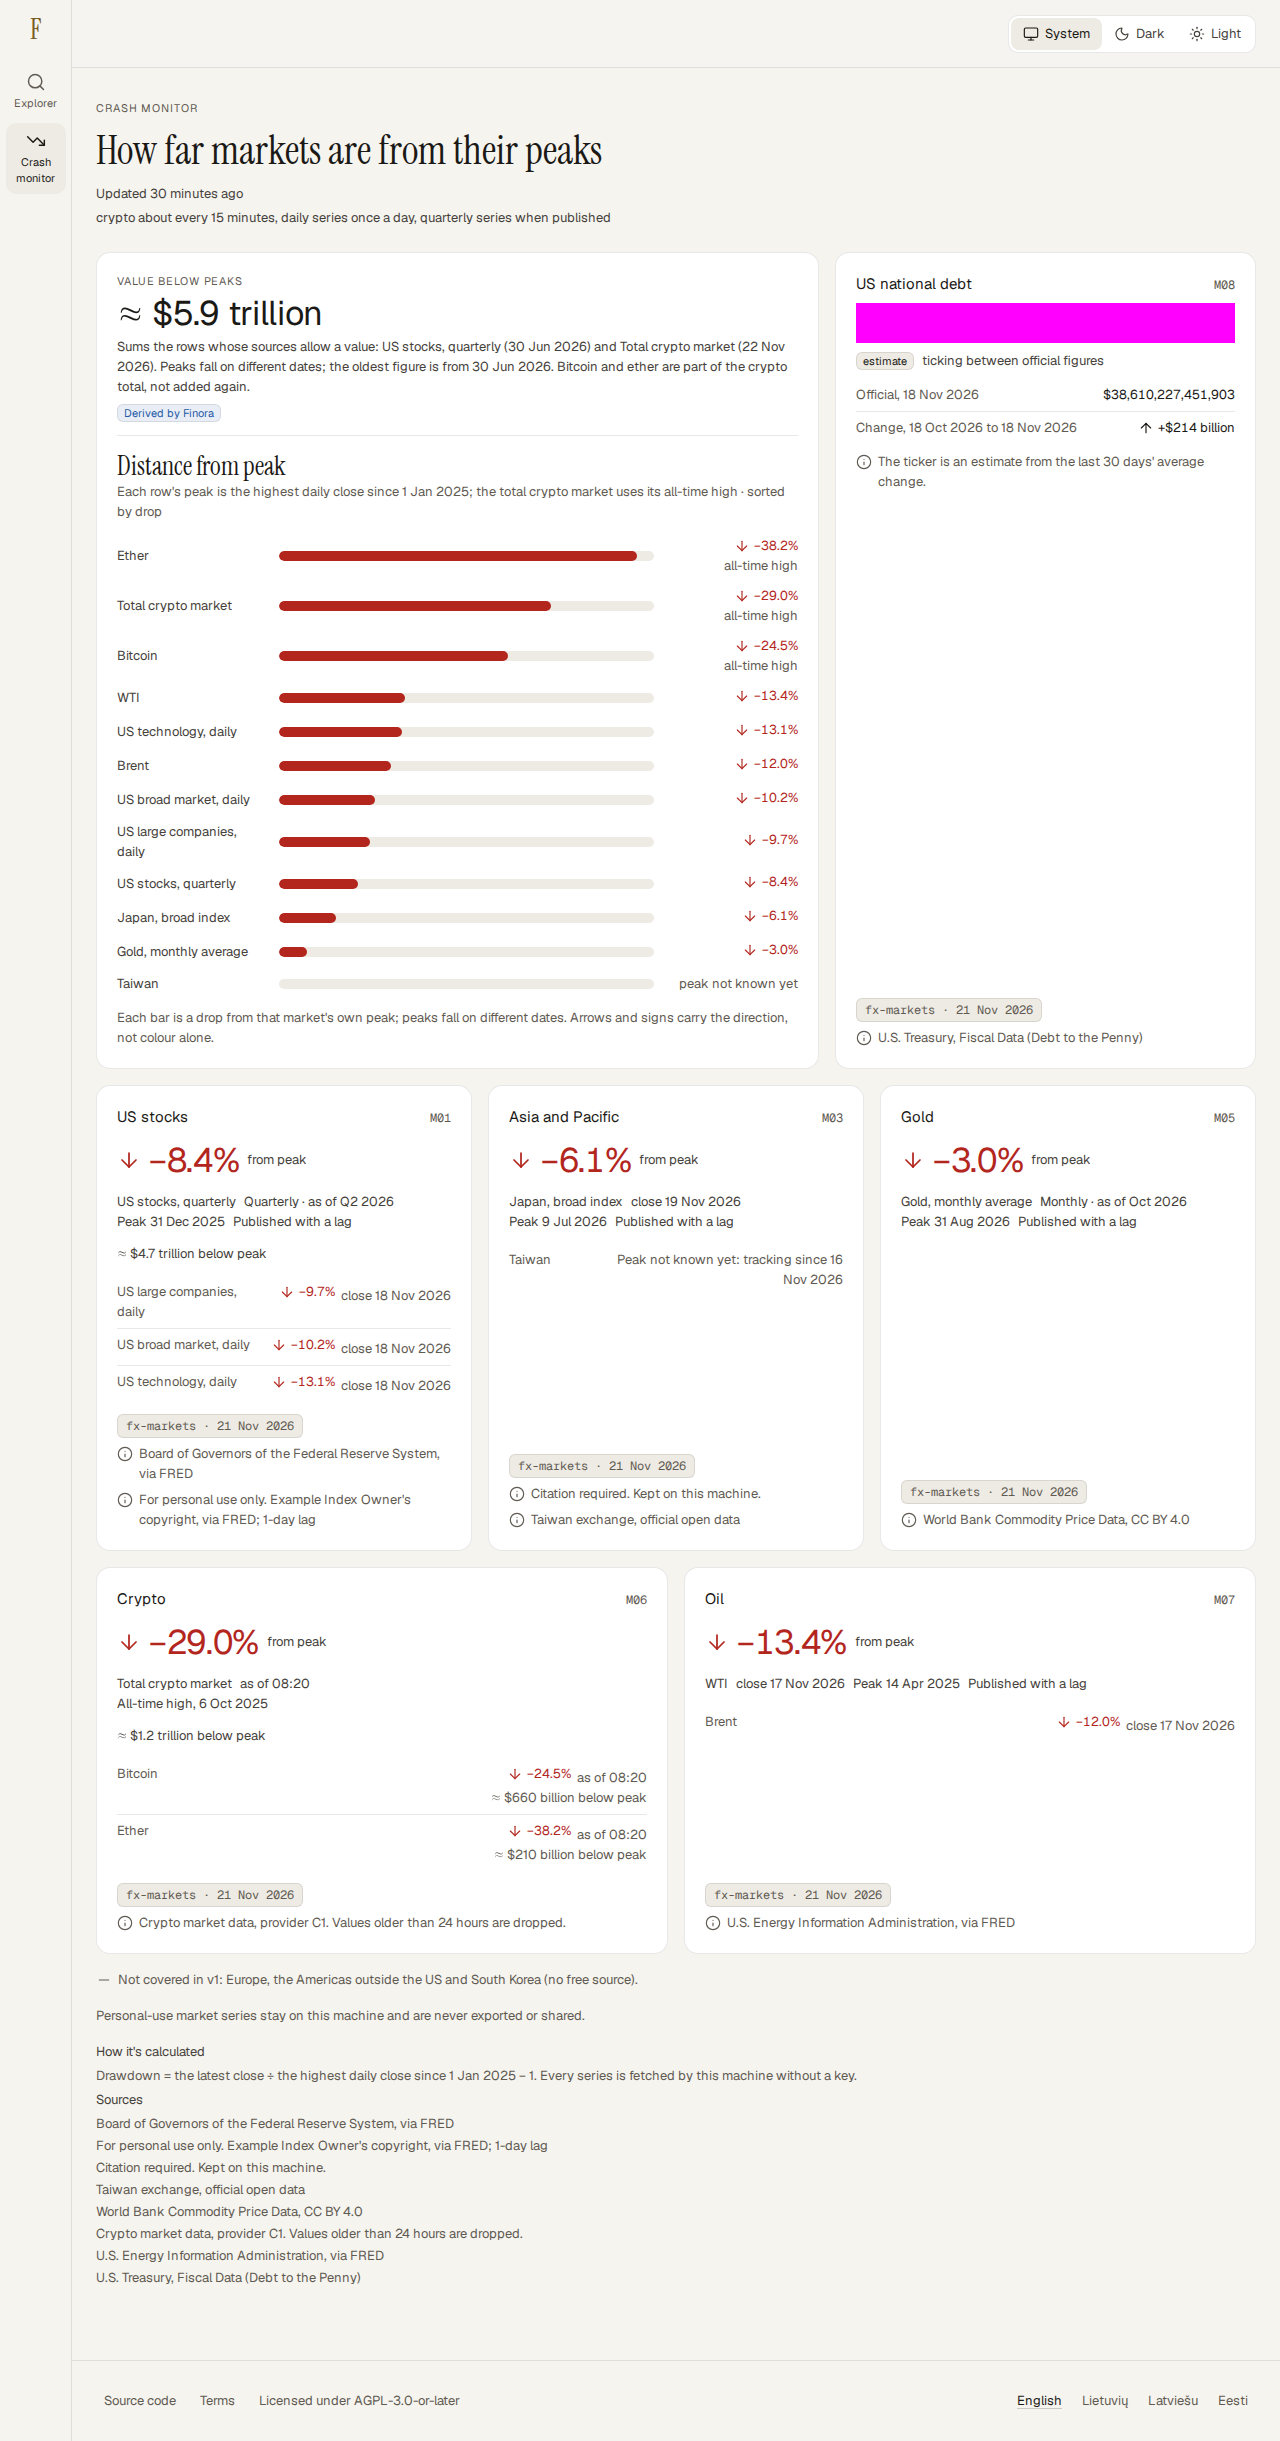 F
System
Dark
Light
Explorer
Crash
monitor
CRASH MONITOR
How far markets are from their peaks
Updated 30 minutes ago
crypto about every 15 minutes, daily series once a day, quarterly series when published
VALUE BELOW PEAKS
≈ $5.9 trillion
Sums the rows whose sources allow a value: US stocks, quarterly (30 Jun 2026) and Total crypto market (22 Nov
2026). Peaks fall on different dates; the oldest figure is from 30 Jun 2026. Bitcoin and ether are part of the crypto
total, not added again.
Derived by Finora
Distance from peak
Each row's peak is the highest daily close since 1 Jan 2025; the total crypto market uses its all-time high · sorted
by drop
Ether ↓ −38.2%
all-time high
Total crypto market ↓ −29.0%
all-time high
Bitcoin ↓ −24.5%
all-time high
WTI ↓ −13.4%
US technology, daily ↓ −13.1%
Brent ↓ −12.0%
US broad market, daily ↓ −10.2%
US large companies,
daily ↓ −9.7%
US stocks, quarterly ↓ −8.4%
Japan, broad index ↓ −6.1%
Gold, monthly average ↓ −3.0%
Taiwan peak not known yet
Each bar is a drop from that market's own peak; peaks fall on different dates. Arrows and signs carry the direction,
not colour alone.
US national debt M08
estimate ticking between official figures
Official, 18 Nov 2026 $38,610,227,451,903
Change, 18 Oct 2026 to 18 Nov 2026 ↑ +$214 billion
The ticker is an estimate from the last 30 days' average
change.
fx-markets · 21 Nov 2026
U.S. Treasury, Fiscal Data (Debt to the Penny)
US stocks M01
↓ −8.4% from peak
US stocks, quarterly Quarterly · as of Q2 2026
Peak 31 Dec 2025 Published with a lag
≈ $4.7 trillion below peak
US large companies,
daily ↓ −9.7% close 18 Nov 2026
US broad market, daily ↓ −10.2% close 18 Nov 2026
US technology, daily ↓ −13.1% close 18 Nov 2026
fx-markets · 21 Nov 2026
Board of Governors of the Federal Reserve System,
via FRED
For personal use only. Example Index Owner's
copyright, via FRED; 1-day lag
Asia and Pacific M03
↓ −6.1% from peak
Japan, broad index close 19 Nov 2026
Peak 9 Jul 2026 Published with a lag
Taiwan Peak not known yet: tracking since 16
Nov 2026
fx-markets · 21 Nov 2026
Citation required. Kept on this machine.
Taiwan exchange, official open data
Gold M05
↓ −3.0% from peak
Gold, monthly average Monthly · as of Oct 2026
Peak 31 Aug 2026 Published with a lag
fx-markets · 21 Nov 2026
World Bank Commodity Price Data, CC BY 4.0
Crypto M06
↓ −29.0% from peak
Total crypto market as of 08:20
All-time high, 6 Oct 2025
≈ $1.2 trillion below peak
Bitcoin ↓ −24.5% as of 08:20
≈ $660 billion below peak
Ether ↓ −38.2% as of 08:20
≈ $210 billion below peak
fx-markets · 21 Nov 2026
Crypto market data, provider C1. Values older than 24 hours are dropped.
Oil M07
↓ −13.4% from peak
WTI close 17 Nov 2026 Peak 14 Apr 2025 Published with a lag
Brent ↓ −12.0% close 17 Nov 2026
fx-markets · 21 Nov 2026
U.S. Energy Information Administration, via FRED
— Not covered in v1: Europe, the Americas outside the US and South Korea (no free source).
Personal-use market series stay on this machine and are never exported or shared.
How it's calculated
Drawdown = the latest close ÷ the highest daily close since 1 Jan 2025 − 1. Every series is fetched by this machine without a key.
Sources
Board of Governors of the Federal Reserve System, via FRED
For personal use only. Example Index Owner's copyright, via FRED; 1-day lag
Citation required. Kept on this machine.
Taiwan exchange, official open data
World Bank Commodity Price Data, CC BY 4.0
Crypto market data, provider C1. Values older than 24 hours are dropped.
U.S. Energy Information Administration, via FRED
U.S. Treasury, Fiscal Data (Debt to the Penny)
Source code Terms Licensed under AGPL-3.0-or-later
English Lietuvių Latviešu Eesti